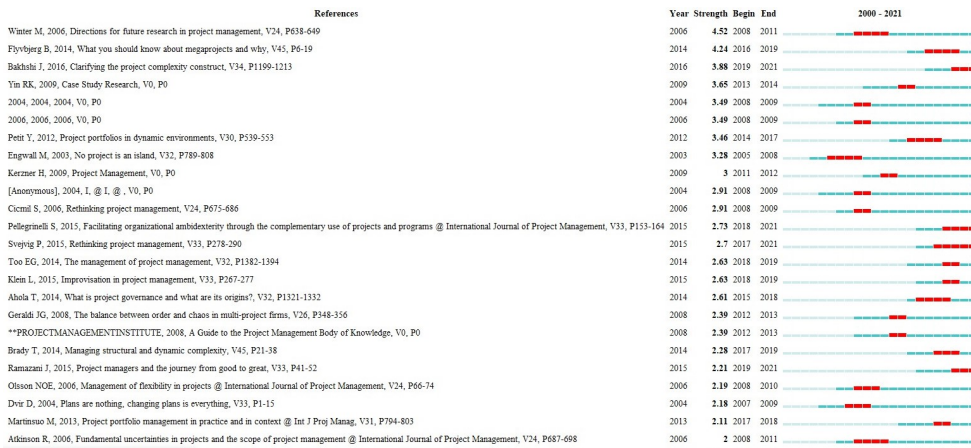 References Year Strength Begin End 2000 - 2021
Winter M, 2006, Directions for future research in project management, V24, P638-649 2006 4.52 2008 2011
Flyvbjerg B, 2014, What you should know about megaprojects and why, V45, P6-19 2014 4.24 2016 2019
Bakhshi J, 2016, Clarifying the project complexity construct, V34, P1199-1213 2016 3.88 2019 2021
Yin RK, 2009, Case Study Research, V0, P0 2009 3.65 2013 2014
2004, 2004, 2004, V0, P0 2004 3.49 2008 2009
2006, 2006, 2006, V0, P0 2006 3.49 2008 2009
Petit Y, 2012, Project portfolios in dynamic environments, V30, P539-553 2012 3.46 2014 2017
Engwall M, 2003, No project is an island, V32, P789-808 2003 3.28 2005 2008
Kerzner H, 2009, Project Management, V0, P0 2009 3 2011 2012
[Anonymous], 2004, I, @ I, @ , V0, P0 2004 2.91 2008 2009
Cicmil S, 2006, Rethinking project management, V24, P675-686 2006 2.91 2008 2009
Pellegrinelli S, 2015, Facilitating organizational ambidexterity through the complementary use of projects and programs @ International Journal of Project Management, V33, P153-164 2015 2.73 2018 2021
Svejvig P, 2015, Rethinking project management, V33, P278-290 2015 2.7 2017 2021
Too EG, 2014, The management of project management, V32, P1382-1394 2014 2.63 2018 2019
Klein L, 2015, Improvisation in project management, V33, P267-277 2015 2.63 2018 2019
Ahola T, 2014, What is project governance and what are its origins?, V32, P1321-1332 2014 2.61 2015 2018
Geraldi JG, 2008, The balance between order and chaos in multi-project firms, V26, P348-356 2008 2.39 2012 2013
**PROJECTMANAGEMENTINSTITUTE, 2008, A Guide to the Project Management Body of Knowledge, V0, P0 2008 2.39 2012 2013
Brady T, 2014, Managing structural and dynamic complexity, V45, P21-38 2014 2.28 2017 2019
Ramazani J, 2015, Project managers and the journey from good to great, V33, P41-52 2015 2.21 2019 2021
Olsson NOE, 2006, Management of flexibility in projects @ International Journal of Project Management, V24, P66-74 2006 2.19 2008 2010
Dvir D, 2004, Plans are nothing, changing plans is everything, V33, P1-15 2004 2.18 2007 2009
Martinsuo M, 2013, Project portfolio management in practice and in context @ Int J Proj Manag, V31, P794-803 2013 2.11 2017 2018
Atkinson R, 2006, Fundamental uncertainties in projects and the scope of project management @ International Journal of Project Management, V24, P687-698 2006 2 2008 2011